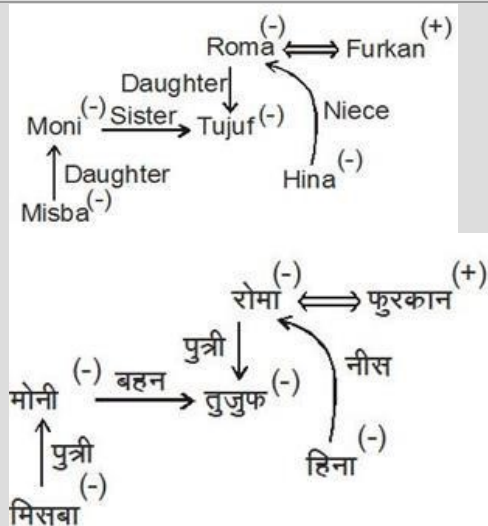 Roma(-) ⟺ Furkan(+)
Daughter
Niece
Moni(-) Sister Tujuf(-)
Daughter
Hina(-)
Misba(-)
रोमा(-) ⟺ फुरकान(+)
पुत्री
नीस
मोनी(-) बहन तुजुफ(-)
पुत्री
हिना(-)
मिसबा(-)